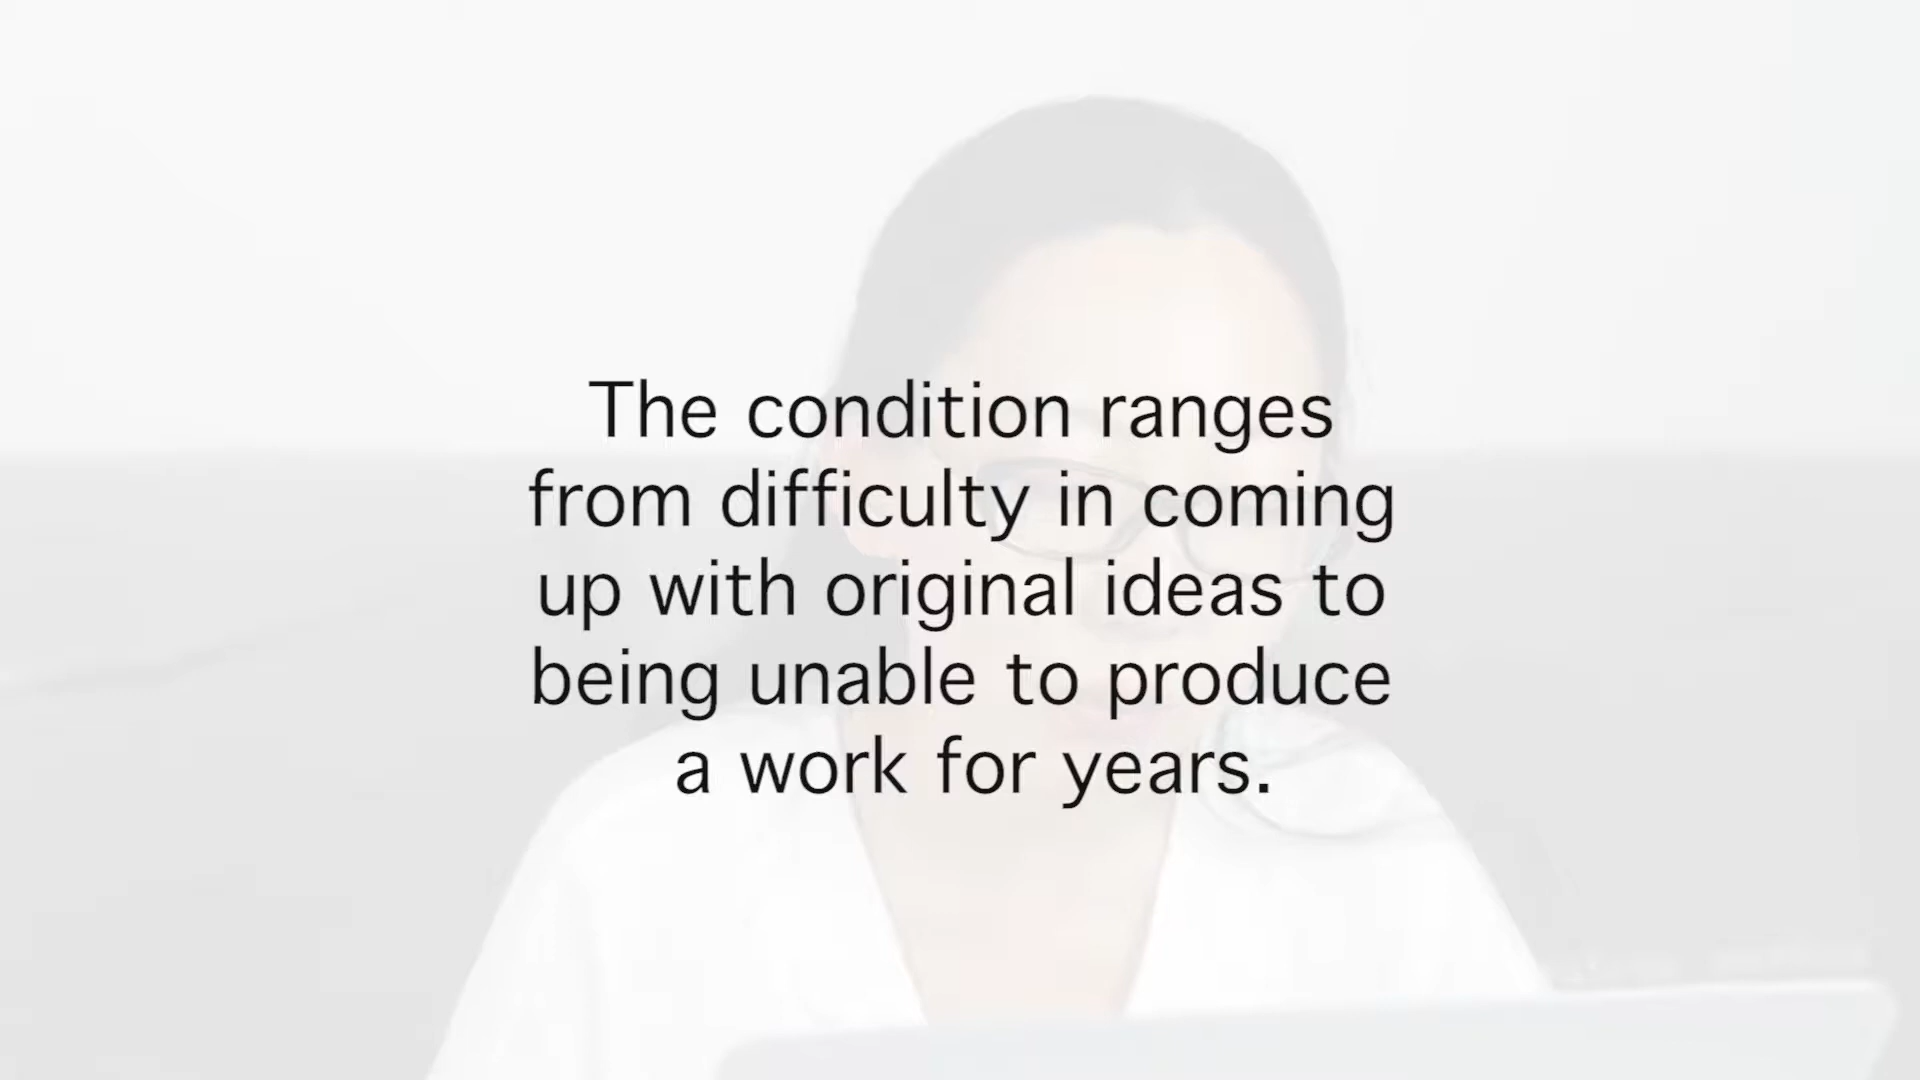 The condition ranges
from difficulty in coming
up with original ideas to
being unable to produce
a work for years.